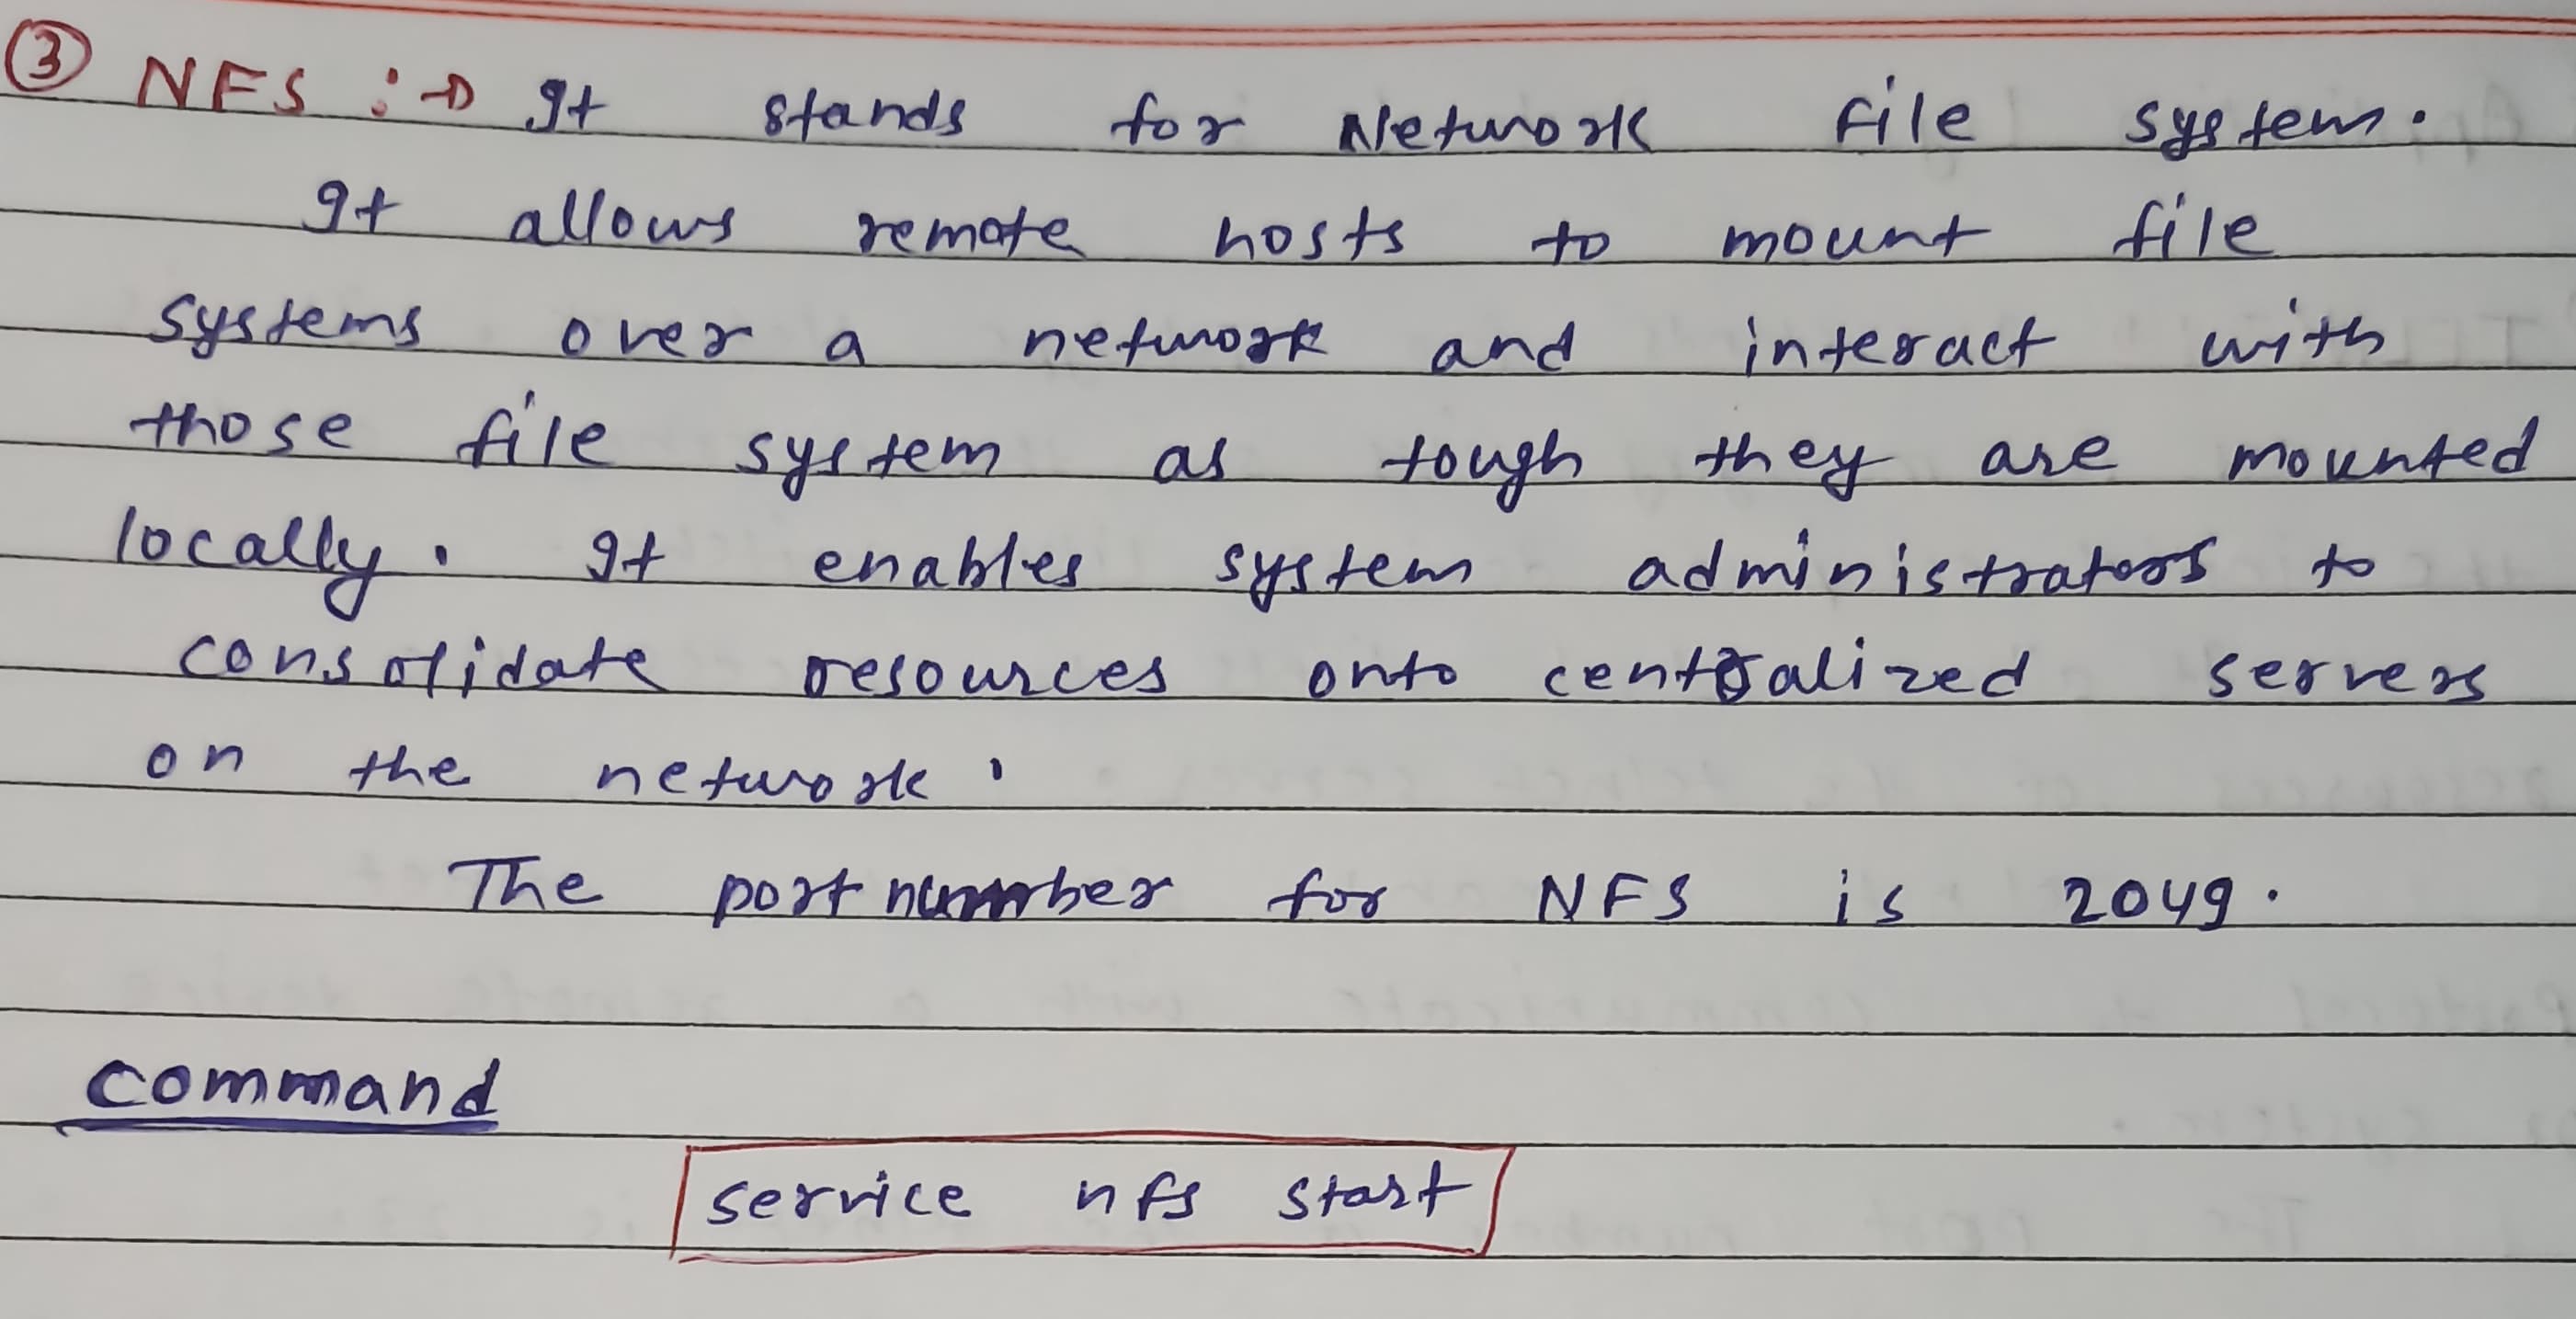 ③ NFS :→ It stands for Network File system.
It allows remote hosts to mount file
systems over a network and interact with
those file system as tough they are mounted
locally. It enables system administrators to
consolidate resources onto centralized servers
on the network.
The port number for NFS is 2049.
command
service nfs start